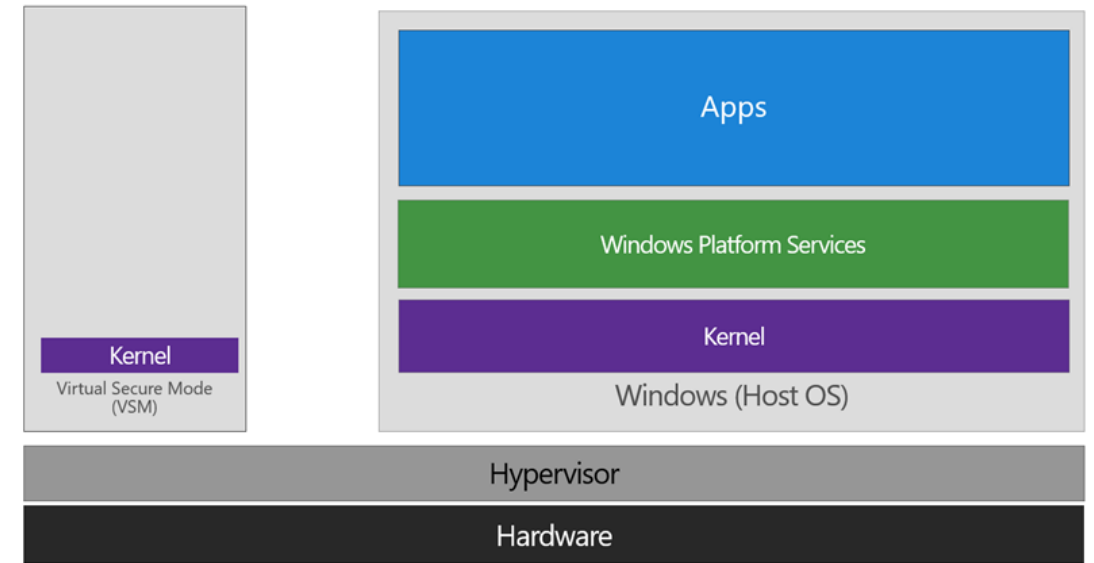 Kernel
Virtual Secure Mode
(VSM)
Apps
Windows Platform Services
Kernel
Windows (Host OS)
Hypervisor
Hardware